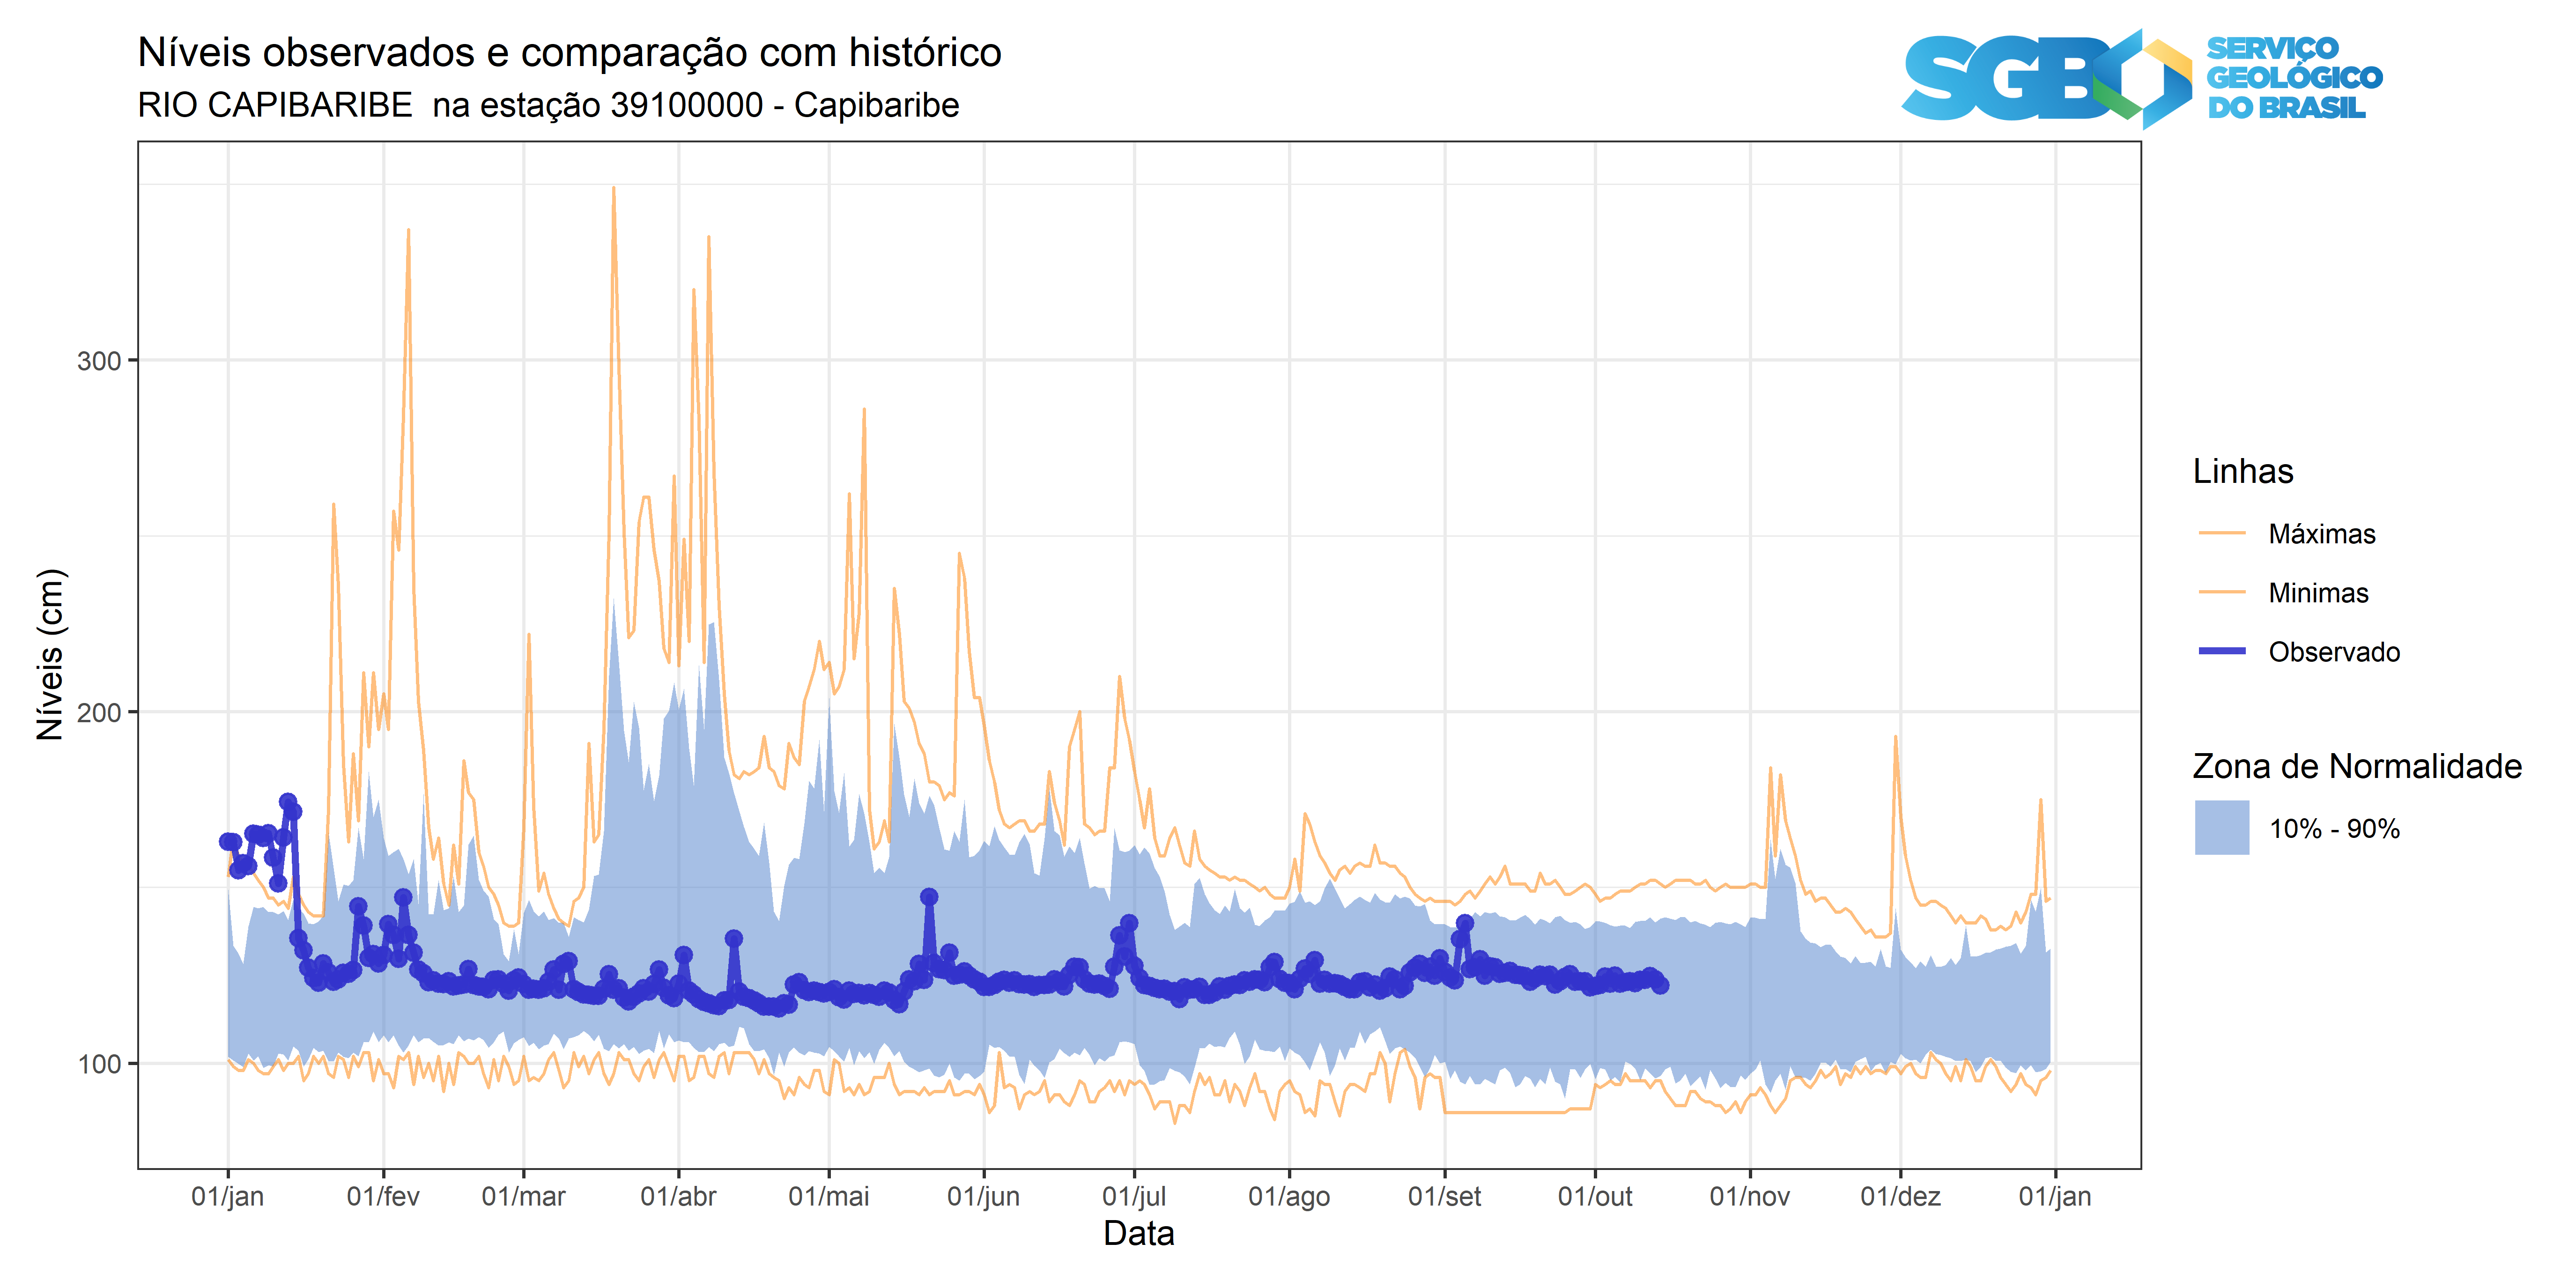 Níveis observados e comparação com histórico
RIO CAPIBARIBE  na estação 39100000 - Capibaribe
SGB
SERVIÇO
GEOLÓGICO
DO BRASIL
Níveis (cm)
300
200
100
01/jan
01/fev
01/mar
01/abr
01/mai
01/jun
01/jul
01/ago
01/set
01/out
01/nov
01/dez
01/jan
Data
Linhas
Máximas
Minimas
Observado
Zona de Normalidade
10% - 90%